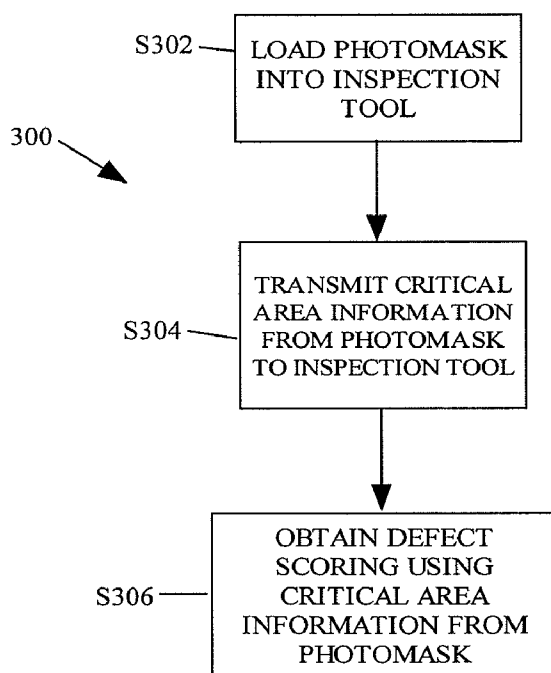 S302
LOAD PHOTOMASK
INTO INSPECTION
TOOL
300
TRANSMIT CRITICAL
AREA INFORMATION
FROM PHOTOMASK
TO INSPECTION TOOL
S304
OBTAIN DEFECT
SCORING USING
CRITICAL AREA
INFORMATION FROM
PHOTOMASK
S306